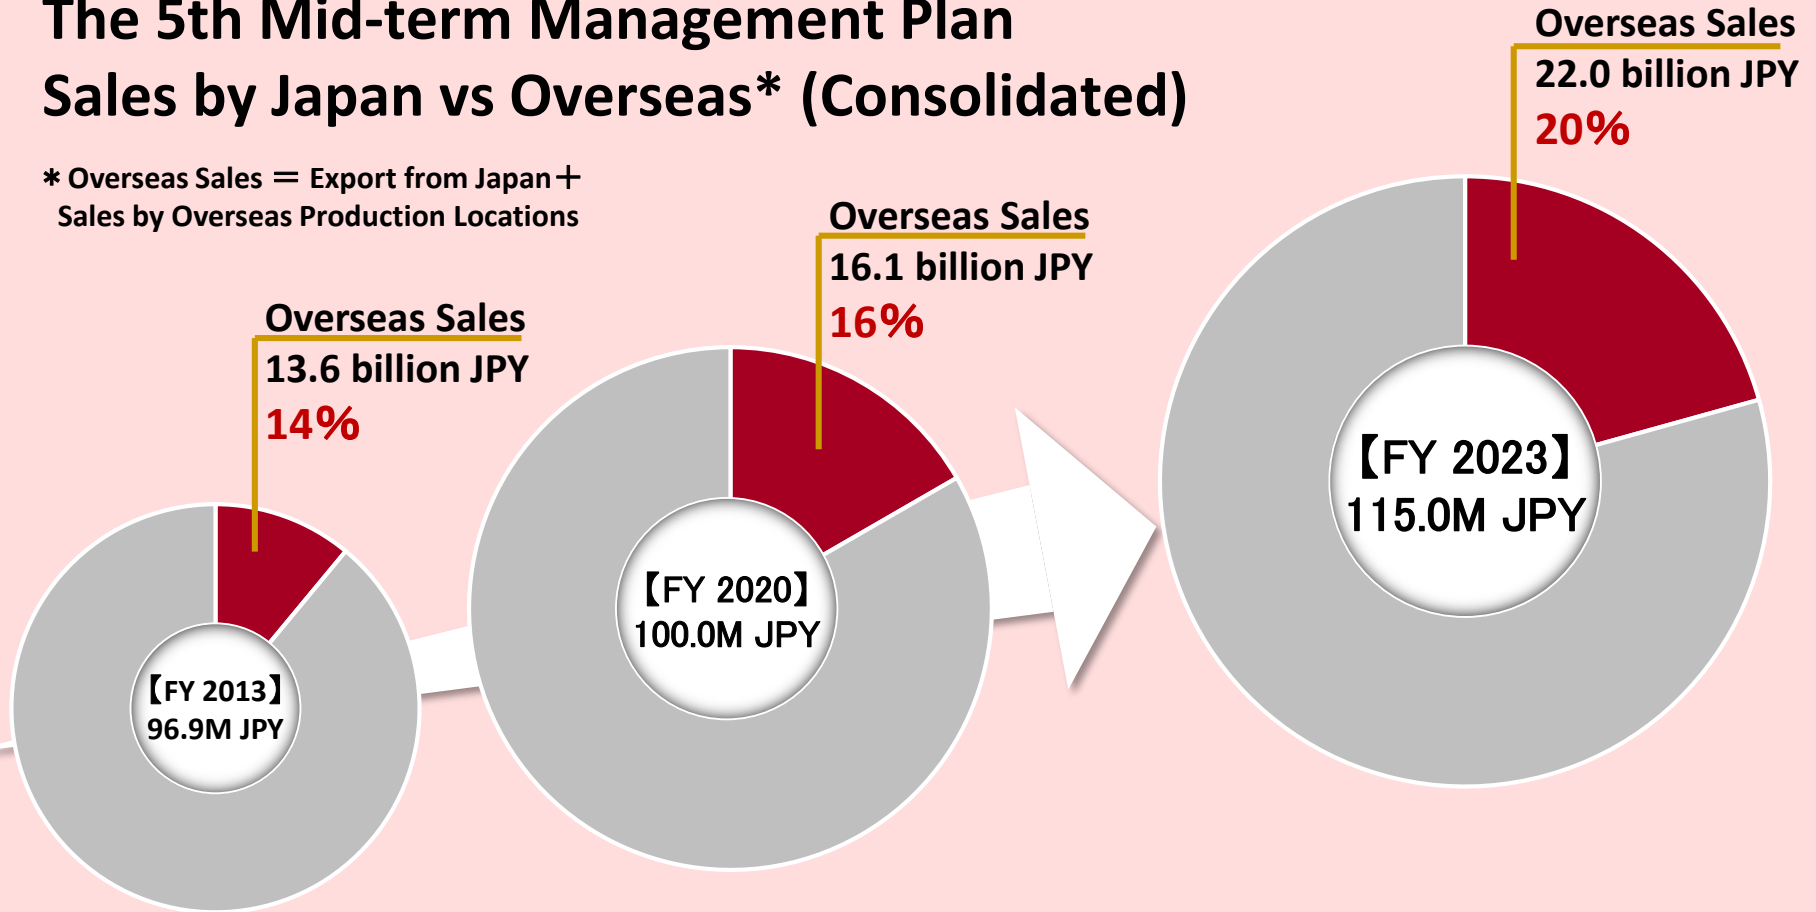 The 5th Mid-term Management Plan
Sales by Japan vs Overseas* (Consolidated)
* Overseas Sales ＝ Export from Japan＋
Sales by Overseas Production Locations
Overseas Sales
13.6 billion JPY
14%
【FY 2013】
96.9M JPY
Overseas Sales
16.1 billion JPY
16%
【FY 2020】
100.0M JPY
Overseas Sales
22.0 billion JPY
20%
【FY 2023】
115.0M JPY